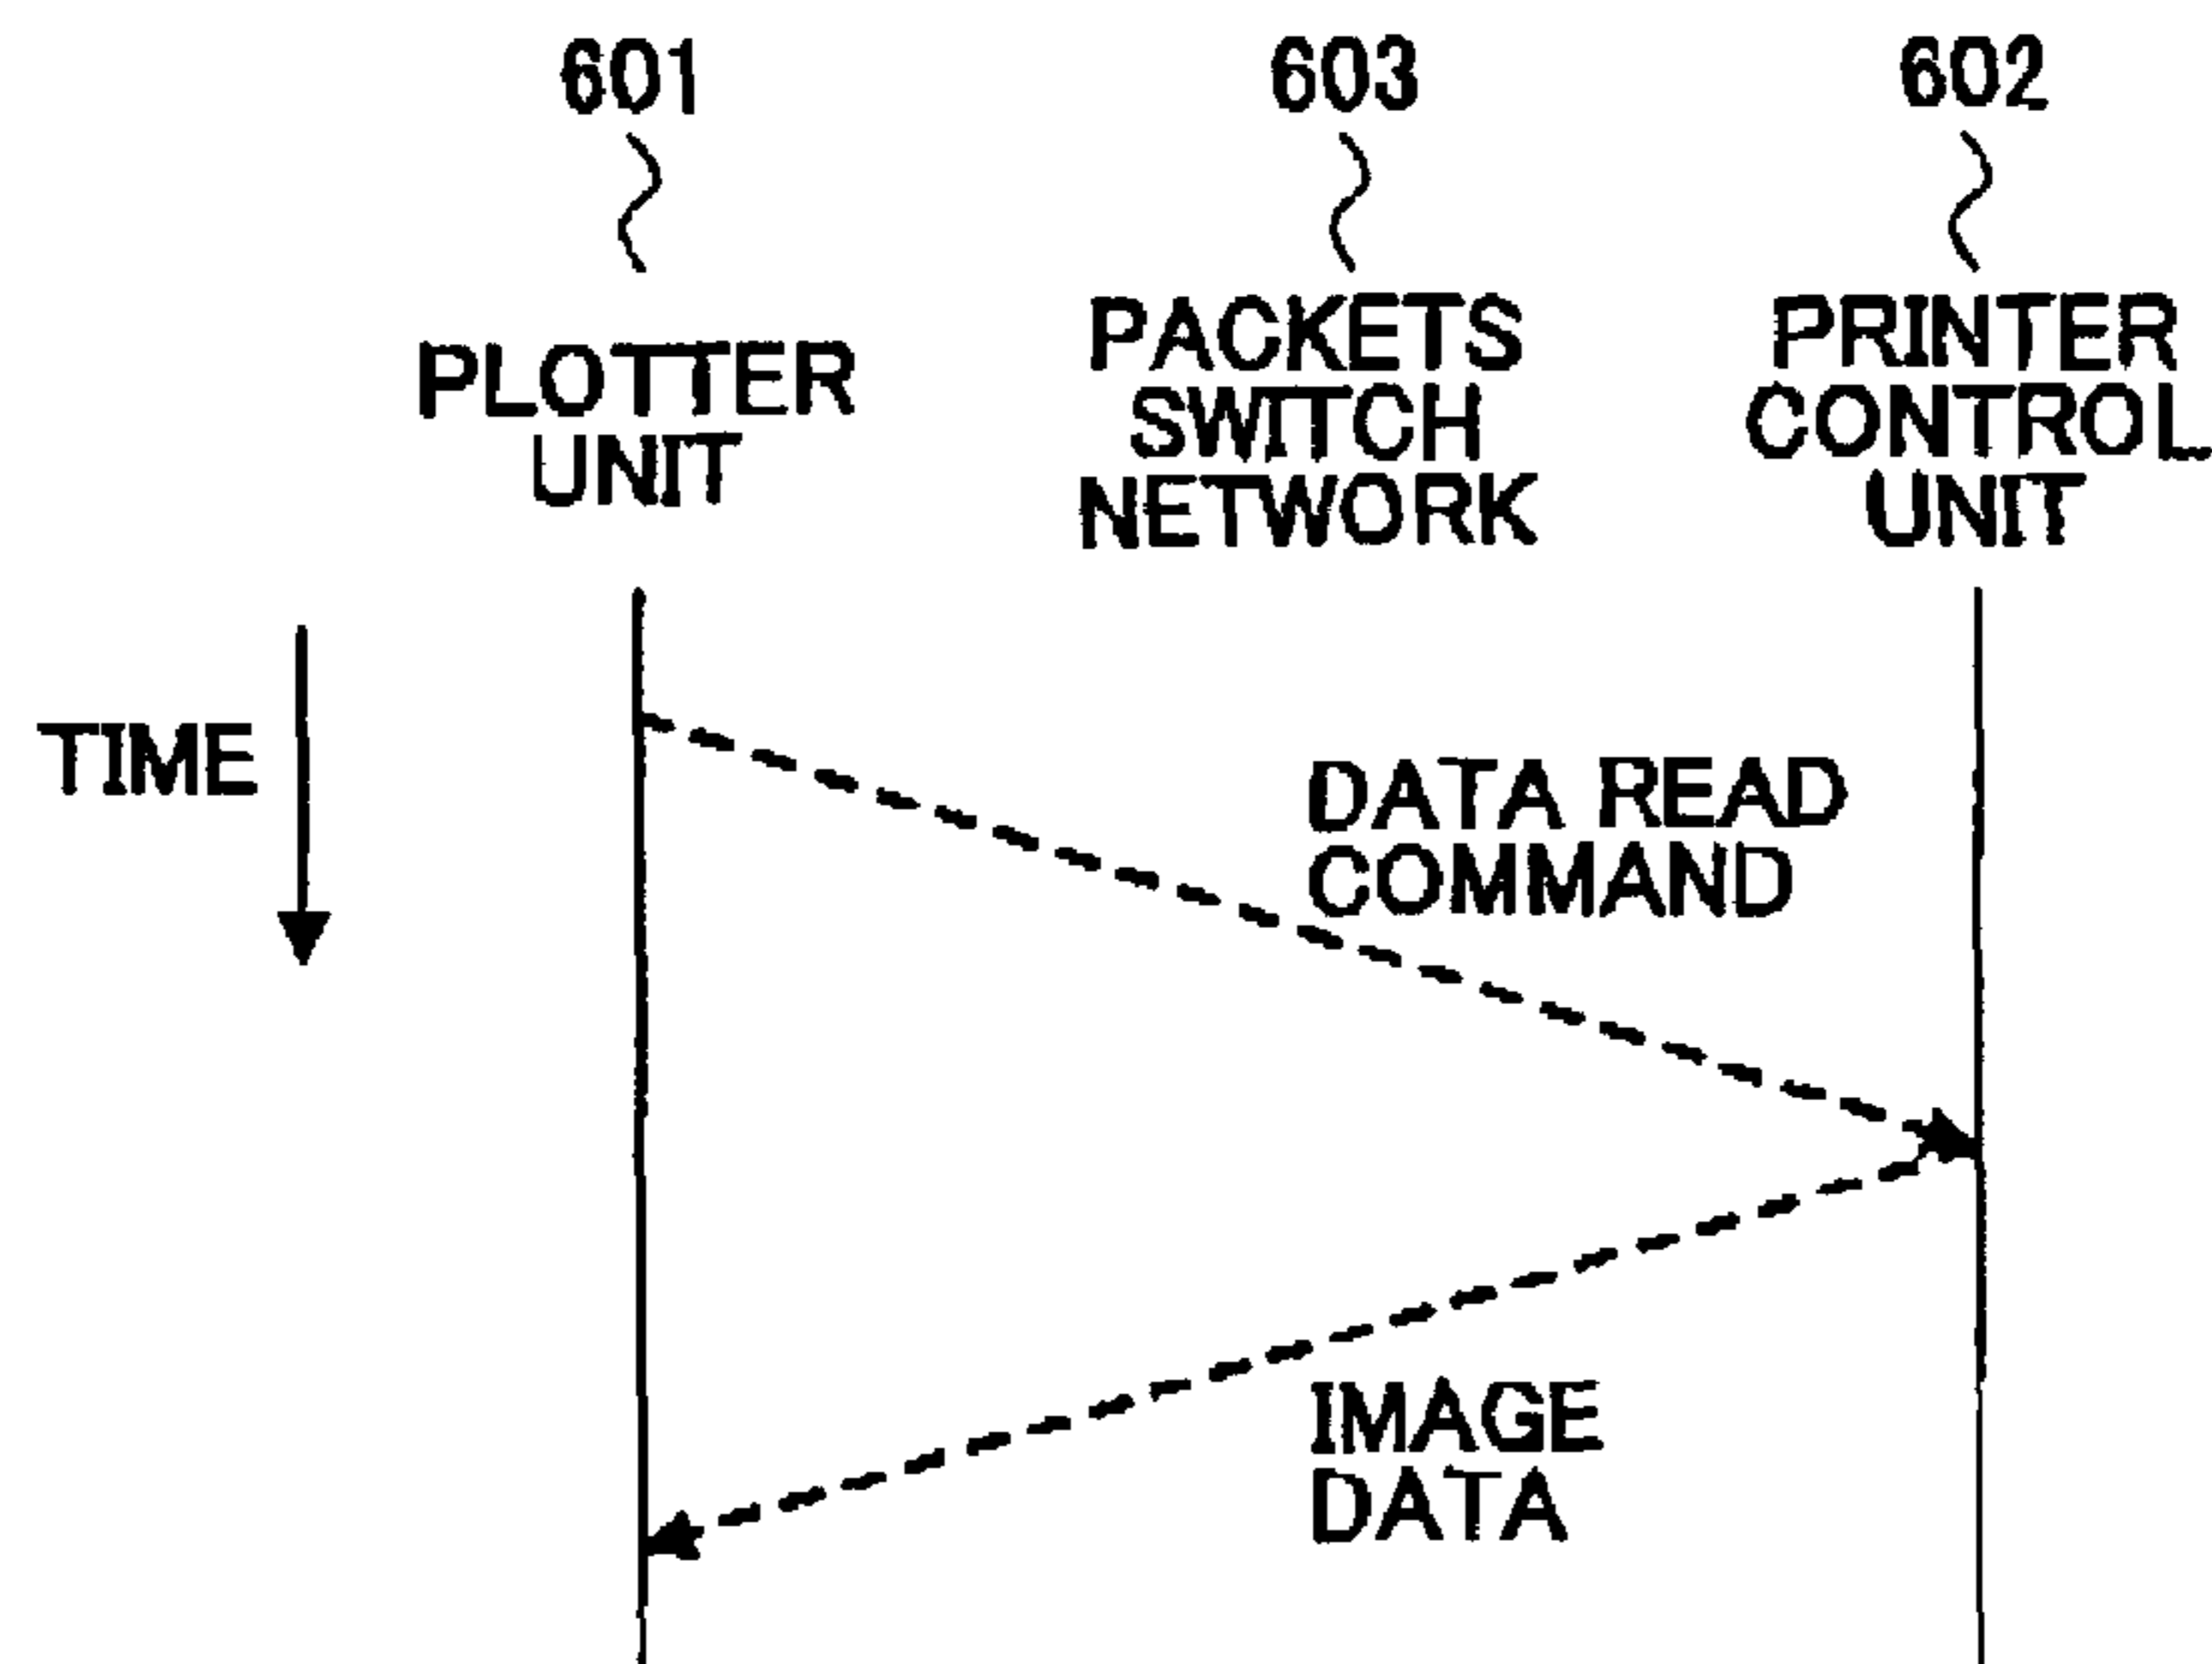 601
603
602
PLOTTER
UNIT
PACKETS
SWITCH
NETWORK
PRINTER
CONTROL
UNIT
TIME
DATA READ
COMMAND
IMAGE
DATA